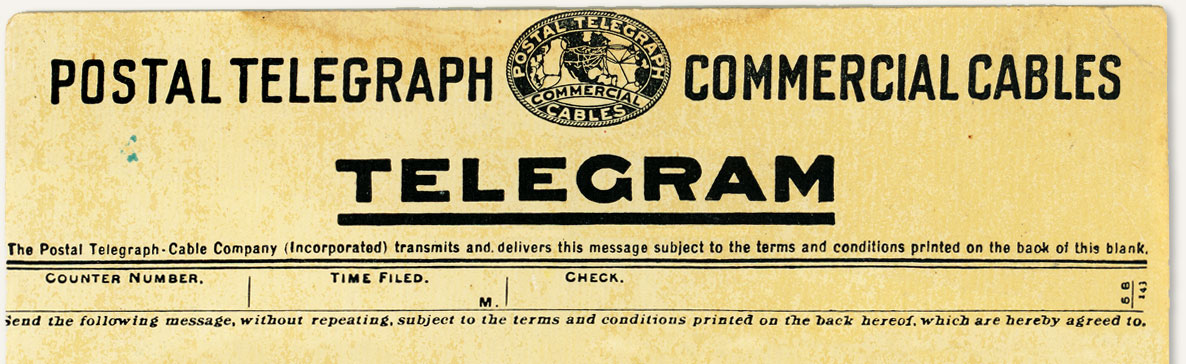 POSTAL TELEGRAPH COMMERCIAL CABLES
POSTAL TELEGRAPH
COMMERCIAL
CABLES
TELEGRAM
The Postal Telegraph-Cable Company (Incorporated) transmits and delivers this message subject to the terms and conditions printed on the back of this blank.
COUNTER NUMBER. TIME FILED. CHECK.
M.
Send the following message, without repeating, subject to the terms and conditions printed on the back hereof, which are hereby agreed to.